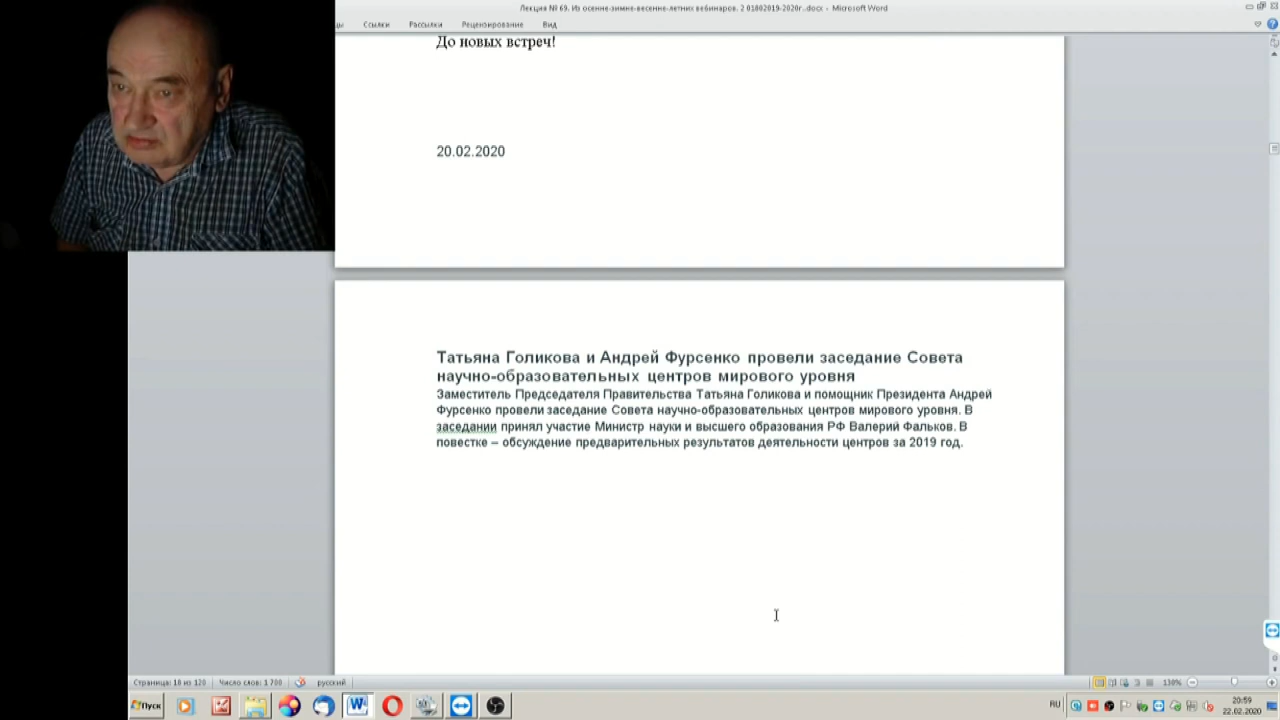 Лекция № 69. Из осенне-зимне-весенне-летних вебинаров. 2 01802019-2020г..docx - Microsoft Word
Ссылки Рассылки Рецензирование Вид
До новых встреч!
20.02.2020
Татьяна Голикова и Андрей Фурсенко провели заседание Совета
научно-образовательных центров мирового уровня
Заместитель Председателя Правительства Татьяна Голикова и помощник Президента Андрей
Фурсенко провели заседание Совета научно-образовательных центров мирового уровня. В
заседании принял участие Министр науки и высшего образования РФ Валерий Фальков. В
повестке – обсуждение предварительных результатов деятельности центров за 2019 год.
Страница: 18 из 120 Число слов: 1 700 русский 130%
Пуск RU 20:59
22.02.2020